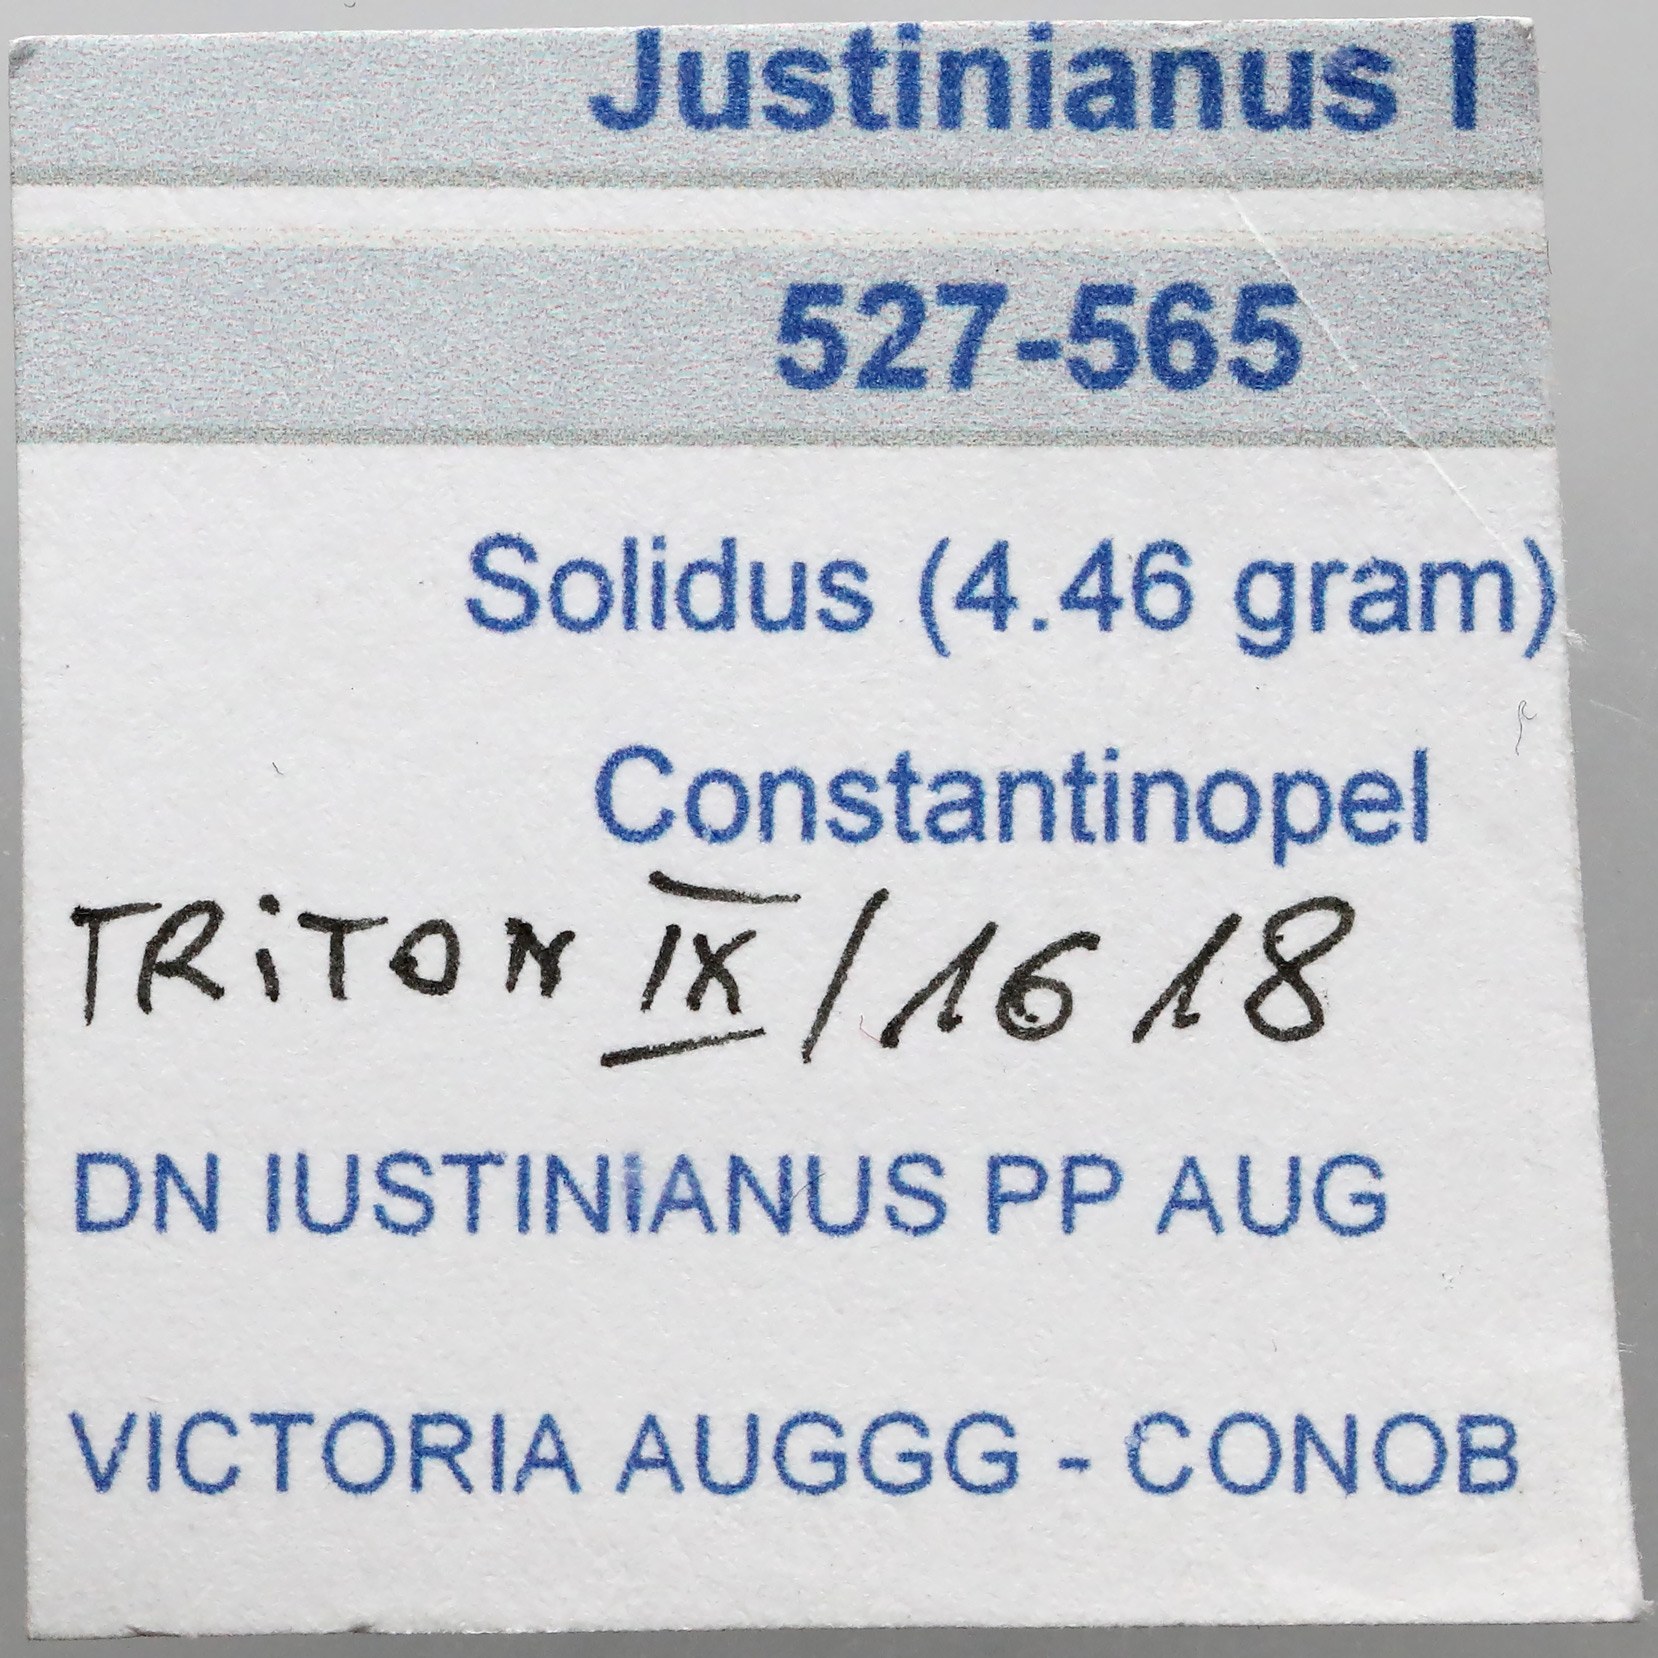 Justinianus I
527-565
Solidus (4.46 gram)
Constantinopel
TRiTON IX / 1618
DN IUSTINiANUS PP AUG
VICTORIA AUGGG - CONOB